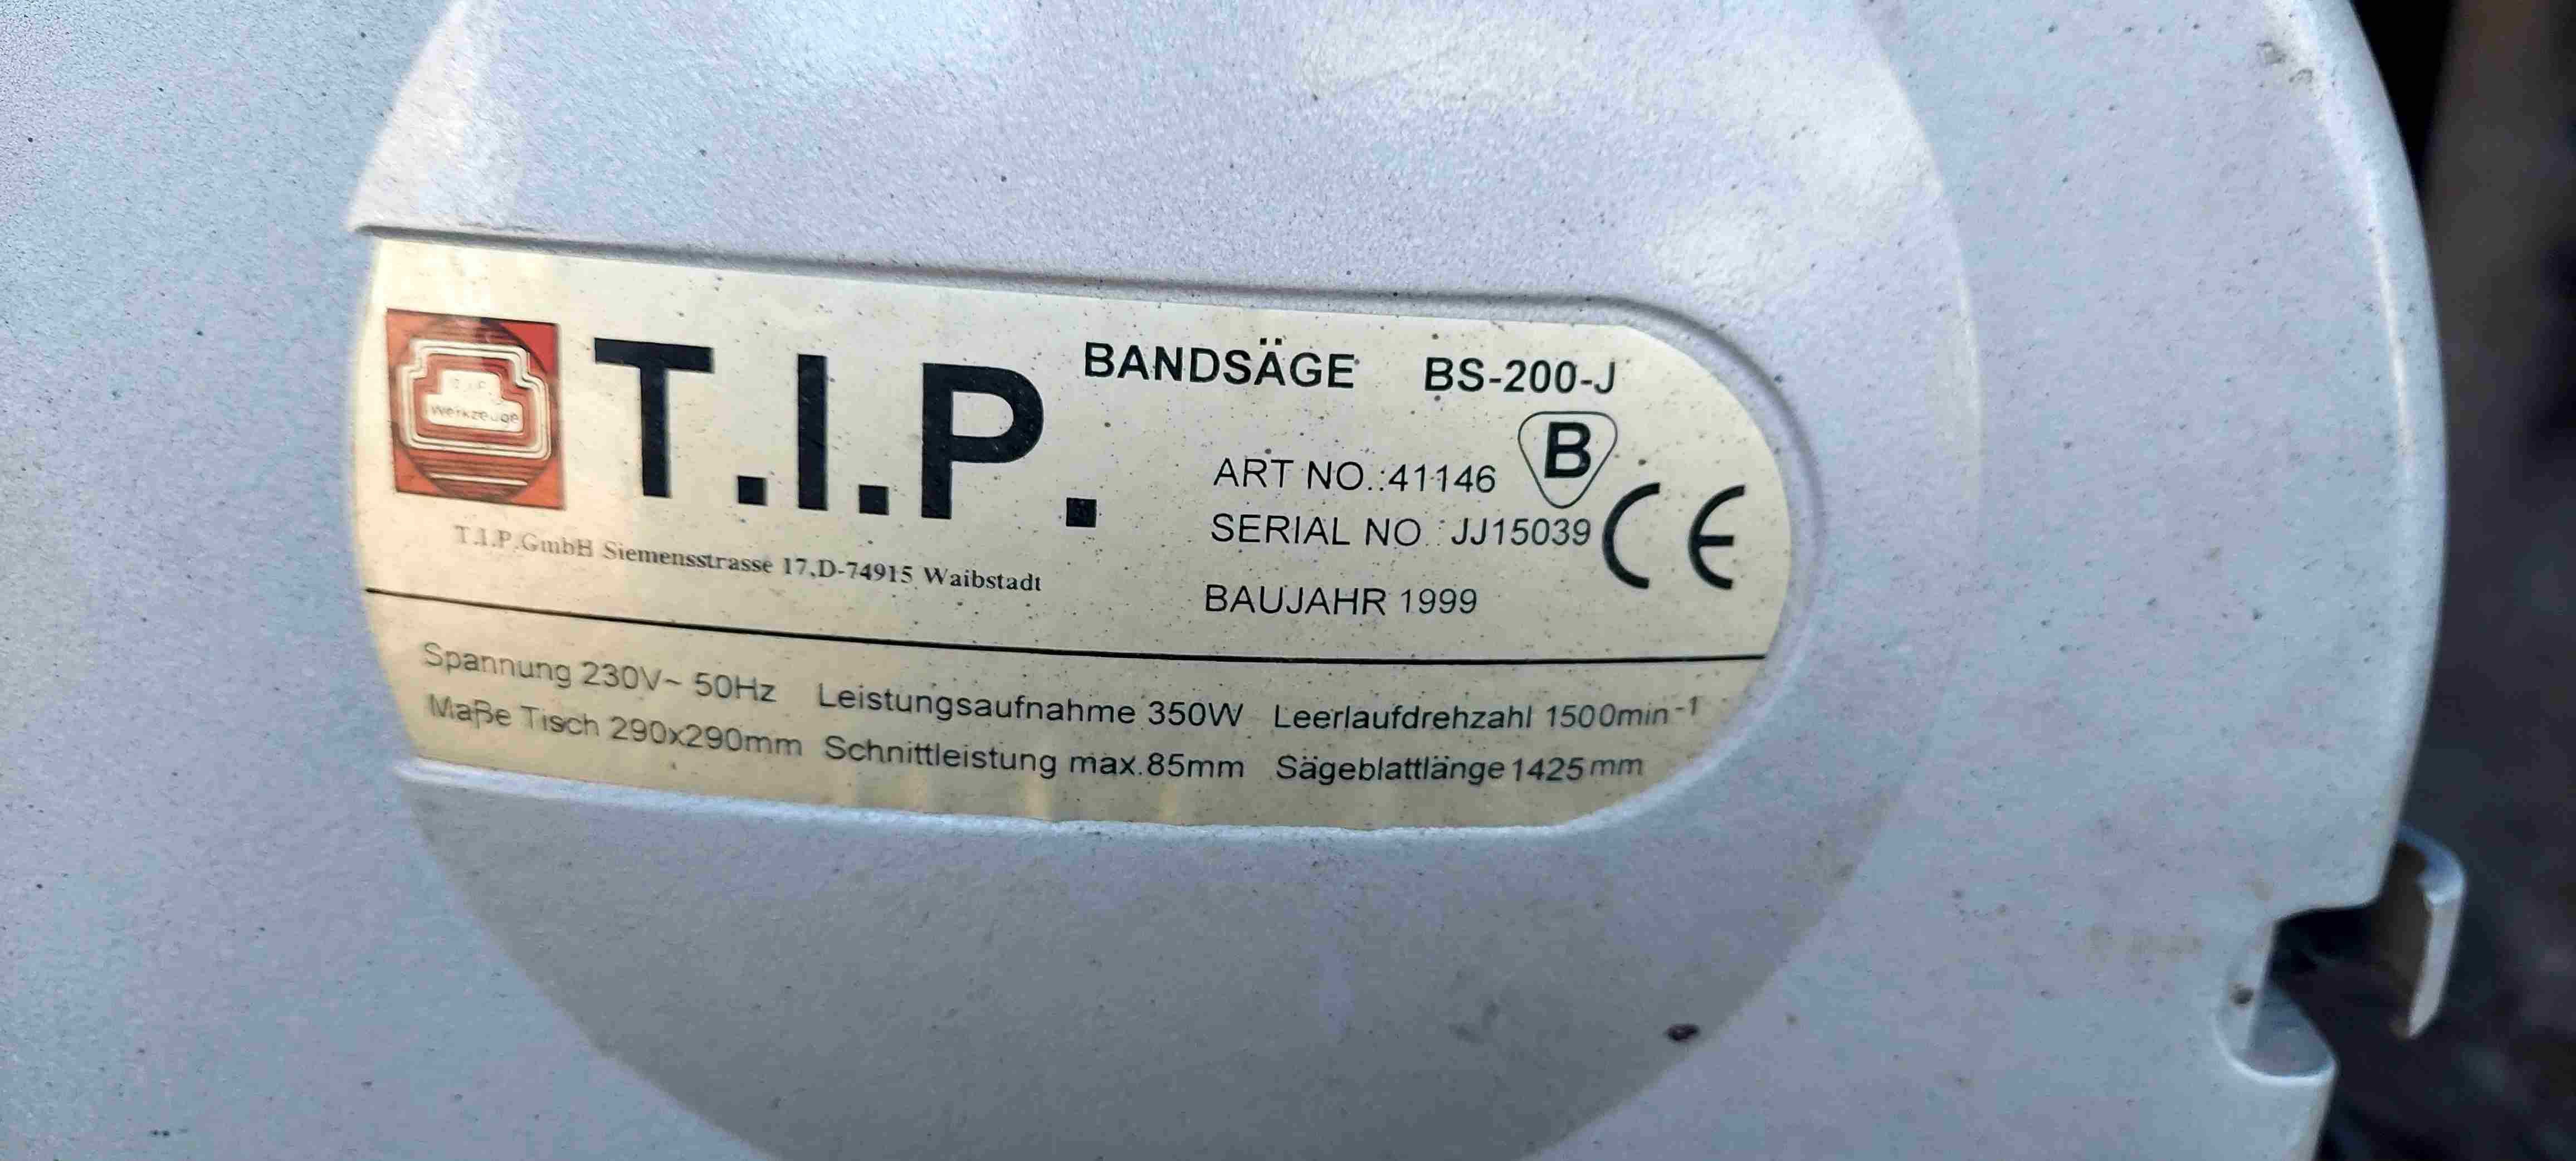 T.I.P.
Werkzeuge
T.I.P.
BANDSÄGE BS-200-J
B
ART NO.:41146
SERIAL NO.: JJ15039
CE
T.I.P.GmbH Siemensstrasse 17,D-74915 Waibstadt
BAUJAHR 1999
Spannung 230V~ 50Hz Leistungsaufnahme 350W Leerlaufdrehzahl 1500min⁻¹
Maße Tisch 290x290mm Schnittleistung max.85mm Sägeblattlänge 1425mm